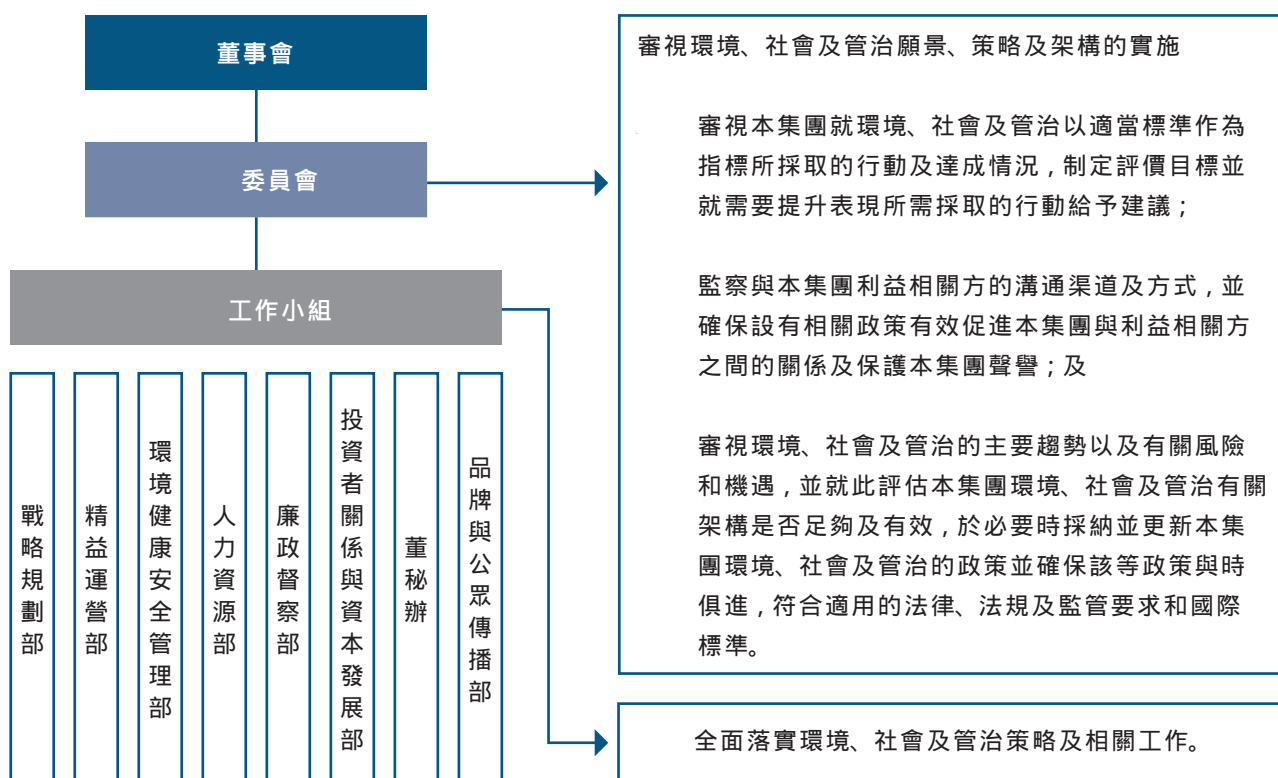 董事會
委員會
工作小組
戰略規劃部
精益運營部
環境健康安全管理部
人力資源部
廉政督察部
投資者關係與資本發展部
董秘辦
品牌與公眾傳播部
審視環境、社會及管治願景、策略及架構的實施
審視本集團就環境、社會及管治以適當標準作為
指標所採取的行動及達成情況，制定評價目標並
就需要提升表現所需採取的行動給予建議；
監察與本集團利益相關方的溝通渠道及方式，並
確保設有相關政策有效促進本集團與利益相關方
之間的關係及保護本集團聲譽；及
審視環境、社會及管治的主要趨勢以及有關風險
和機遇，並就此評估本集團環境、社會及管治有關
架構是否足夠及有效，於必要時採納並更新本集
團環境、社會及管治的政策並確保該等政策與時
俱進，符合適用的法律、法規及監管要求和國際
標準。
全面落實環境、社會及管治策略及相關工作。